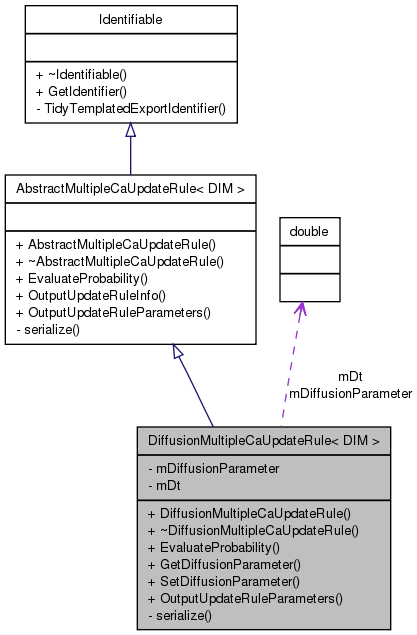 Identifiable
+ ~Identifiable()
+ GetIdentifier()
- TidyTemplatedExportIdentifier()
AbstractMultipleCaUpdateRule< DIM >
+ AbstractMultipleCaUpdateRule()
+ ~AbstractMultipleCaUpdateRule()
+ EvaluateProbability()
+ OutputUpdateRuleInfo()
+ OutputUpdateRuleParameters()
- serialize()
double
mDt
mDiffusionParameter
DiffusionMultipleCaUpdateRule< DIM >
- mDiffusionParameter
- mDt
+ DiffusionMultipleCaUpdateRule()
+ ~DiffusionMultipleCaUpdateRule()
+ EvaluateProbability()
+ GetDiffusionParameter()
+ SetDiffusionParameter()
+ OutputUpdateRuleParameters()
- serialize()